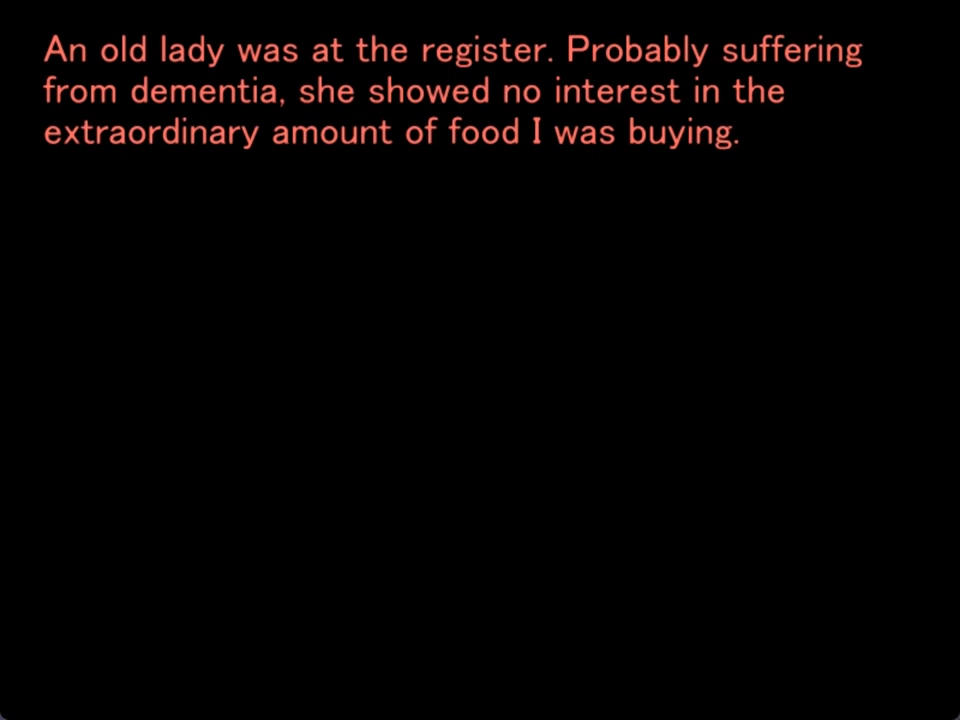 An old lady was at the register. Probably suffering
from dementia, she showed no interest in the
extraordinary amount of food I was buying.